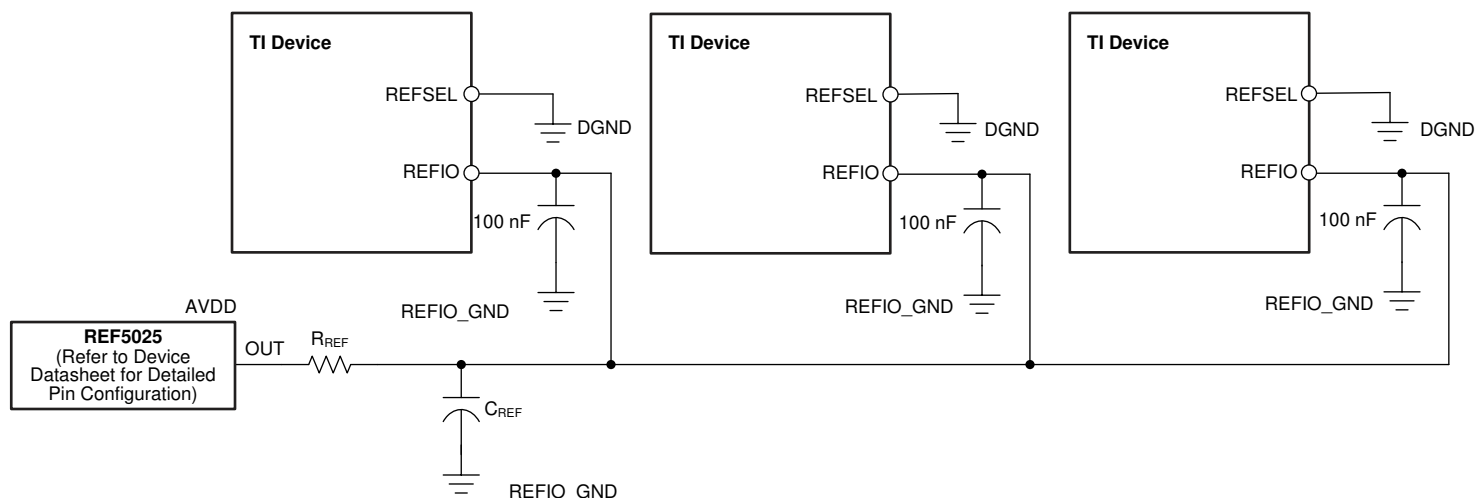 TI Device
REFSEL
DGND
REFIO
100 nF
REFIO_GND
TI Device
REFSEL
DGND
REFIO
100 nF
REFIO_GND
TI Device
REFSEL
DGND
REFIO
100 nF
REFIO_GND
AVDD
REF5025
(Refer to Device
Datasheet for Detailed
Pin Configuration)
OUT
RREF
CREF
REFIO_GND